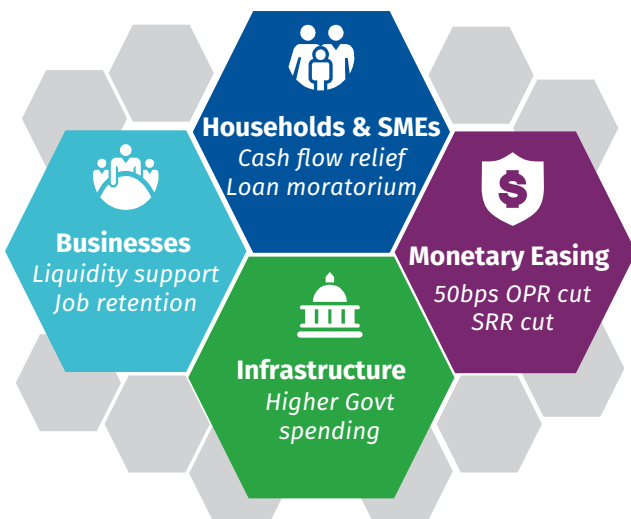 Households & SMEs
Cash flow relief
Loan moratorium
Businesses
Liquidity support
Job retention
Monetary Easing
50bps OPR cut
SRR cut
Infrastructure
Higher Govt
spending